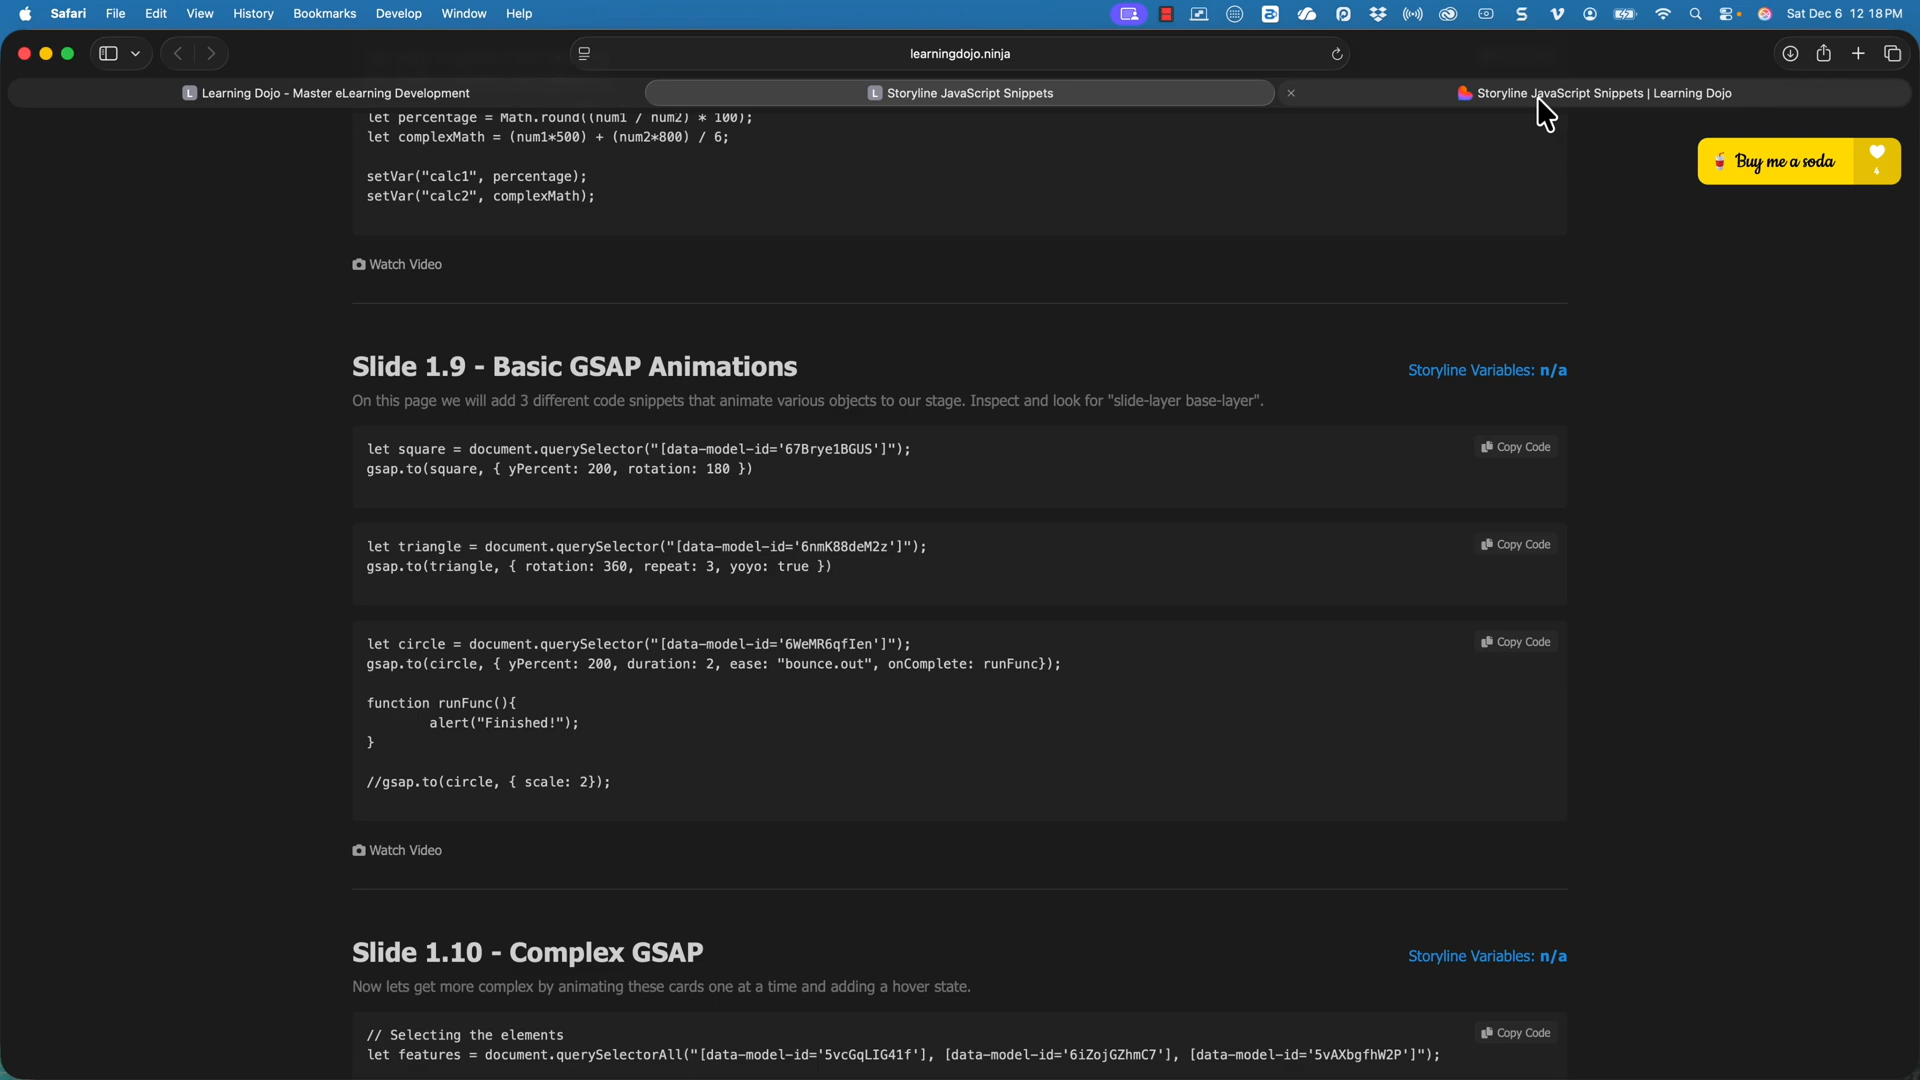 Safari File Edit View History Bookmarks Develop Window Help Sat Dec 6 12 18 PM
learningdojo.ninja
L Learning Dojo - Master eLearning Development
L Storyline JavaScript Snippets
Storyline JavaScript Snippets | Learning Dojo
let percentage = Math.round((num1 / num2) * 100);
let complexMath = (num1*500) + (num2*800) / 6;
Buy me a soda
4
setVar("calc1", percentage);
setVar("calc2", complexMath);
Watch Video
Slide 1.9 - Basic GSAP Animations
Storyline Variables: n/a
On this page we will add 3 different code snippets that animate various objects to our stage. Inspect and look for "slide-layer base-layer".
let square = document.querySelector("[data-model-id='67Brye1BGUS']");
Copy Code
gsap.to(square, { yPercent: 200, rotation: 180 })
let triangle = document.querySelector("[data-model-id='6nmK88deM2z']");
Copy Code
gsap.to(triangle, { rotation: 360, repeat: 3, yoyo: true })
let circle = document.querySelector("[data-model-id='6WeMR6qfIen']");
Copy Code
gsap.to(circle, { yPercent: 200, duration: 2, ease: "bounce.out", onComplete: runFunc});
function runFunc(){
alert("Finished!");
}
//gsap.to(circle, { scale: 2});
Watch Video
Slide 1.10 - Complex GSAP
Storyline Variables: n/a
Now lets get more complex by animating these cards one at a time and adding a hover state.
// Selecting the elements
Copy Code
let features = document.querySelectorAll("[data-model-id='5vcGqLIG41f'], [data-model-id='6iZojGZhmC7'], [data-model-id='5vAXbgfhW2P']");